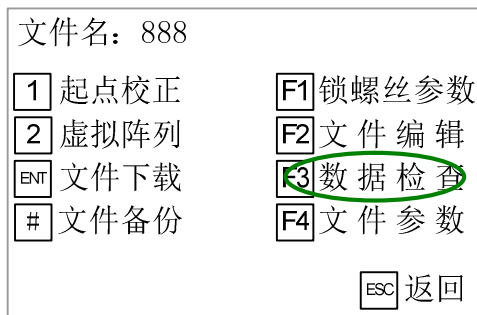 文件名：888
1 起点校正 F1 锁螺丝参数
2 虚拟阵列 F2 文件编辑
ENT 文件下载 F3 数据检查
# 文件备份 F4 文件参数
ESC 返回